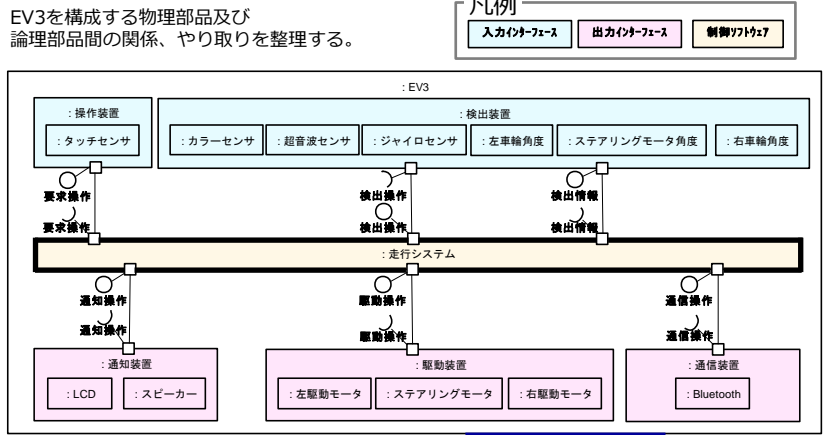 EV3を構成する物理部品及び
論理部品間の関係、やり取りを整理する。
凡例
入力インターフェース
出力インターフェース
制御ソフトウェア
: EV3
: 操作装置
: タッチセンサ
: 検出装置
: カラーセンサ
: 超音波センサ
: ジャイロセンサ
: 左車輪角度
: ステアリングモータ角度
: 右車輪角度
要求操作
検出操作
検出情報
要求操作
検出操作
検出情報
: 走行システム
通知操作
駆動操作
通信操作
通知操作
駆動操作
通信操作
: 通知装置
: LCD
: スピーカー
: 駆動装置
: 左駆動モータ
: ステアリングモータ
: 右駆動モータ
: 通信装置
: Bluetooth